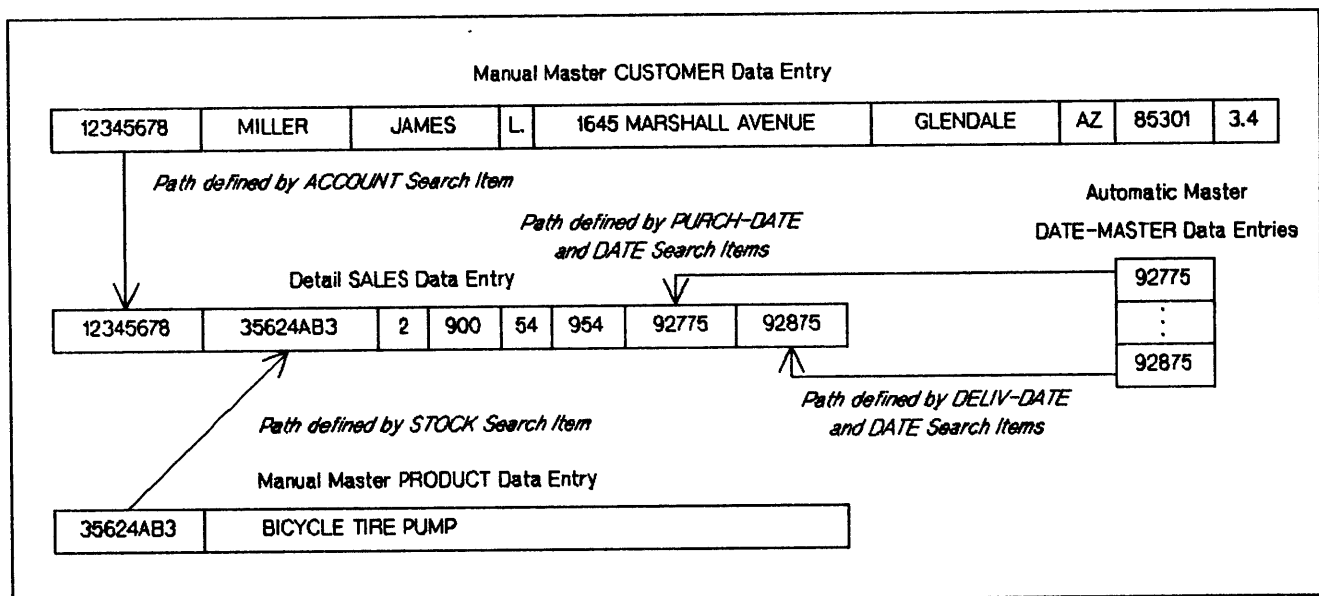 Manual Master CUSTOMER Data Entry
12345678 MILLER JAMES L. 1645 MARSHALL AVENUE GLENDALE AZ 85301 3.4
Path defined by ACCOUNT Search Item
Automatic Master
DATE-MASTER Data Entries
Path defined by PURCH-DATE
and DATE Search Items
92775
⋮
92875
Detail SALES Data Entry
12345678 35624AB3 2 900 54 954 92775 92875
Path defined by DELIV-DATE
and DATE Search Items
Path defined by STOCK Search Item
Manual Master PRODUCT Data Entry
35624AB3 BICYCLE TIRE PUMP